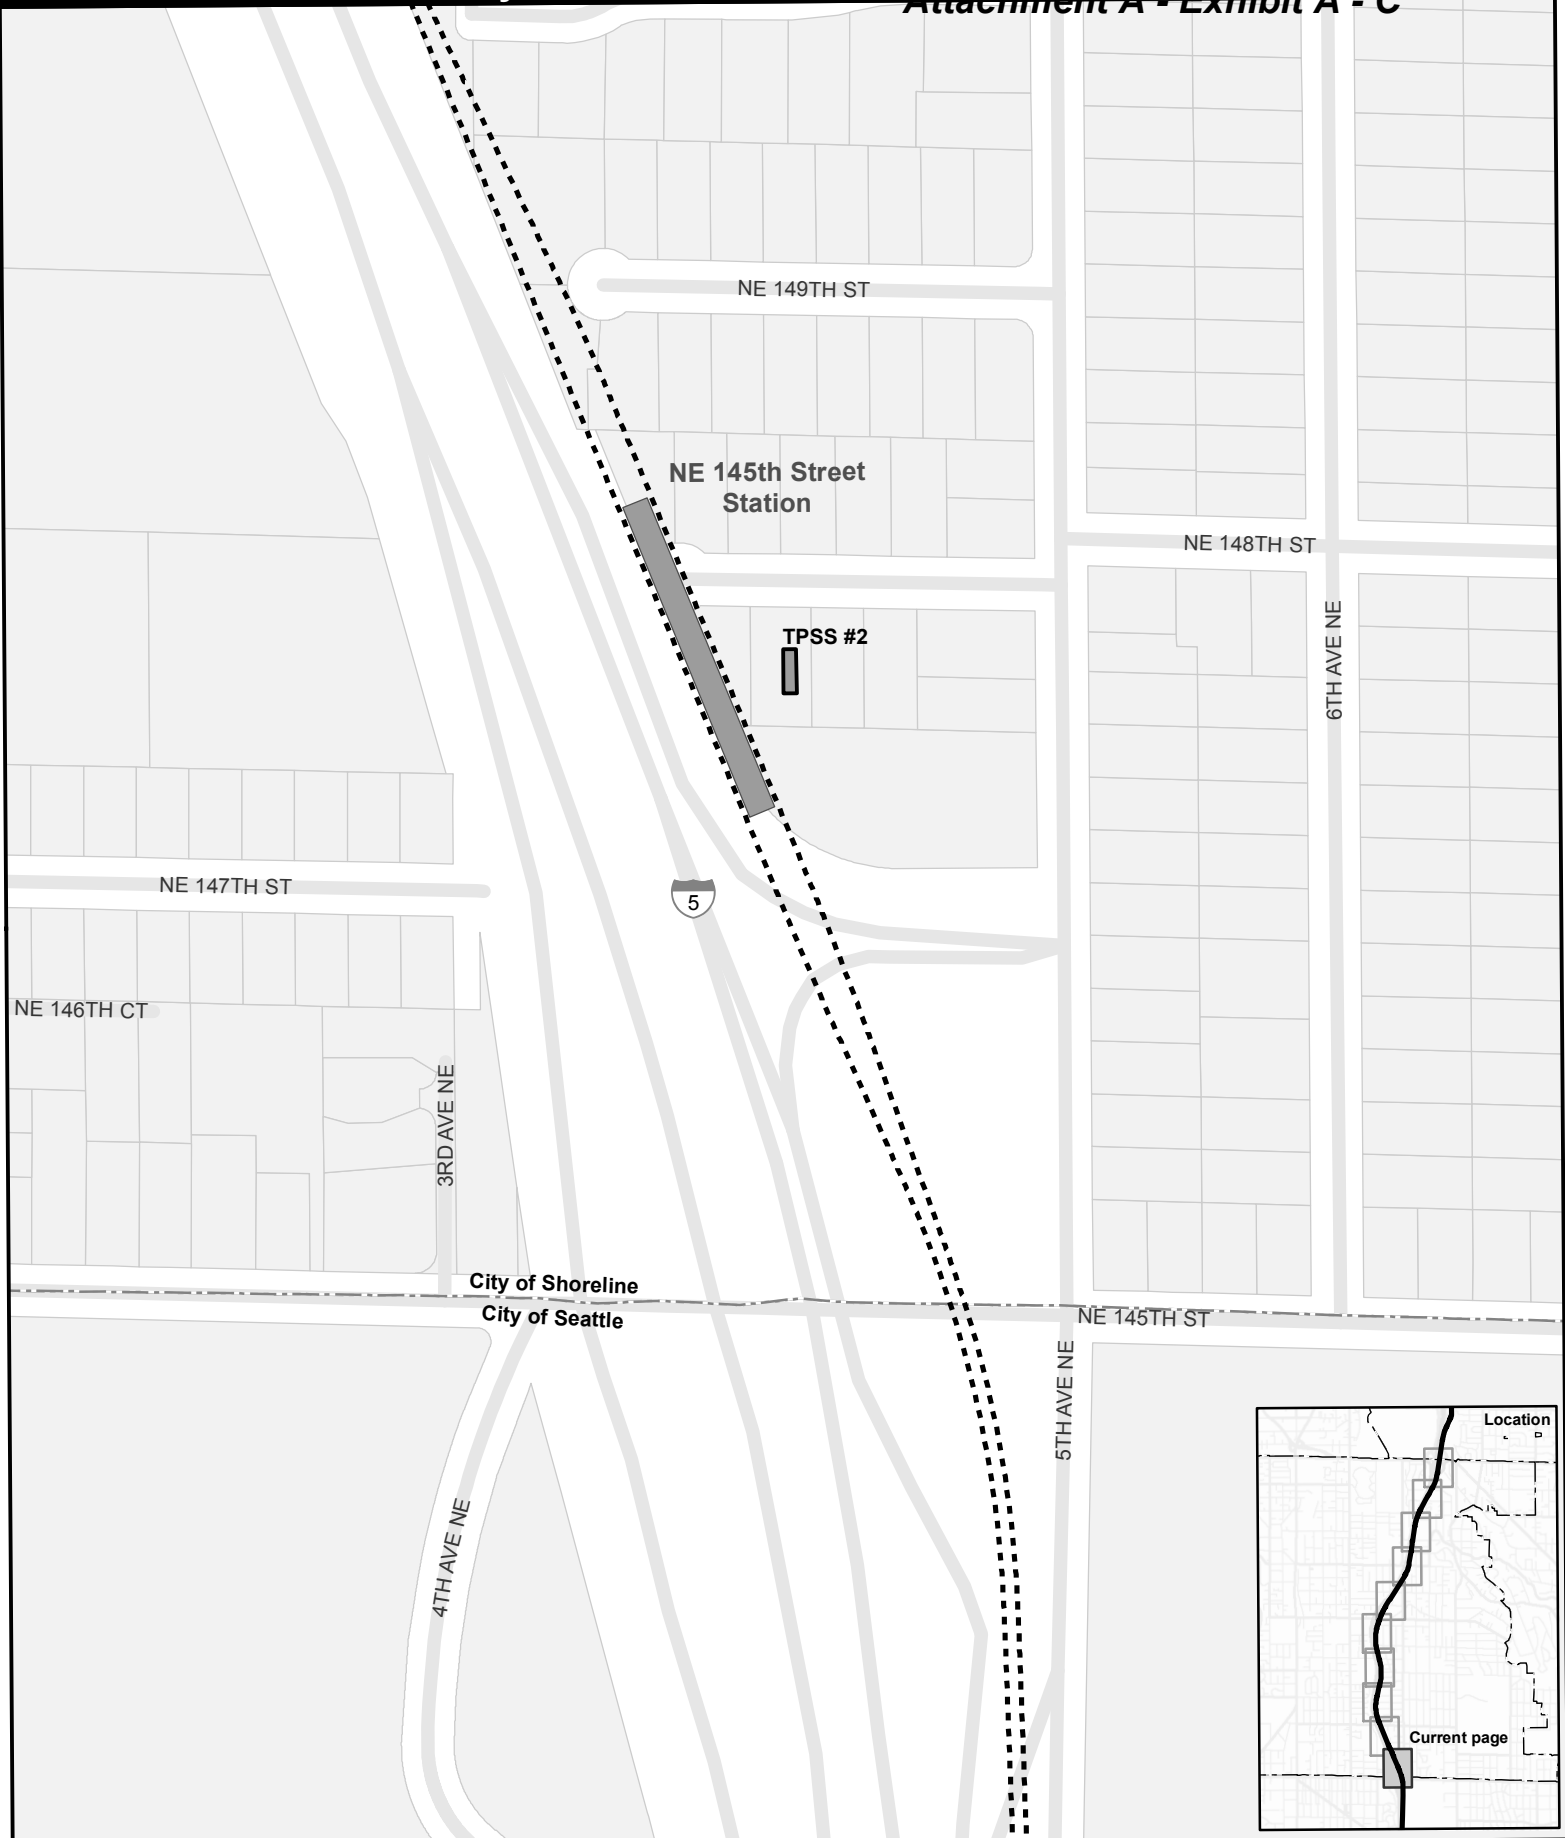 Attachment A - Exhibit A - C
NE 149TH ST
NE 145th Street
Station
NE 148TH ST
TPSS #2
6TH AVE NE
NE 147TH ST
5
NE 146TH CT
3RD AVE NE
City of Shoreline
City of Seattle
NE 145TH ST
5TH AVE NE
4TH AVE NE
Location
Current page